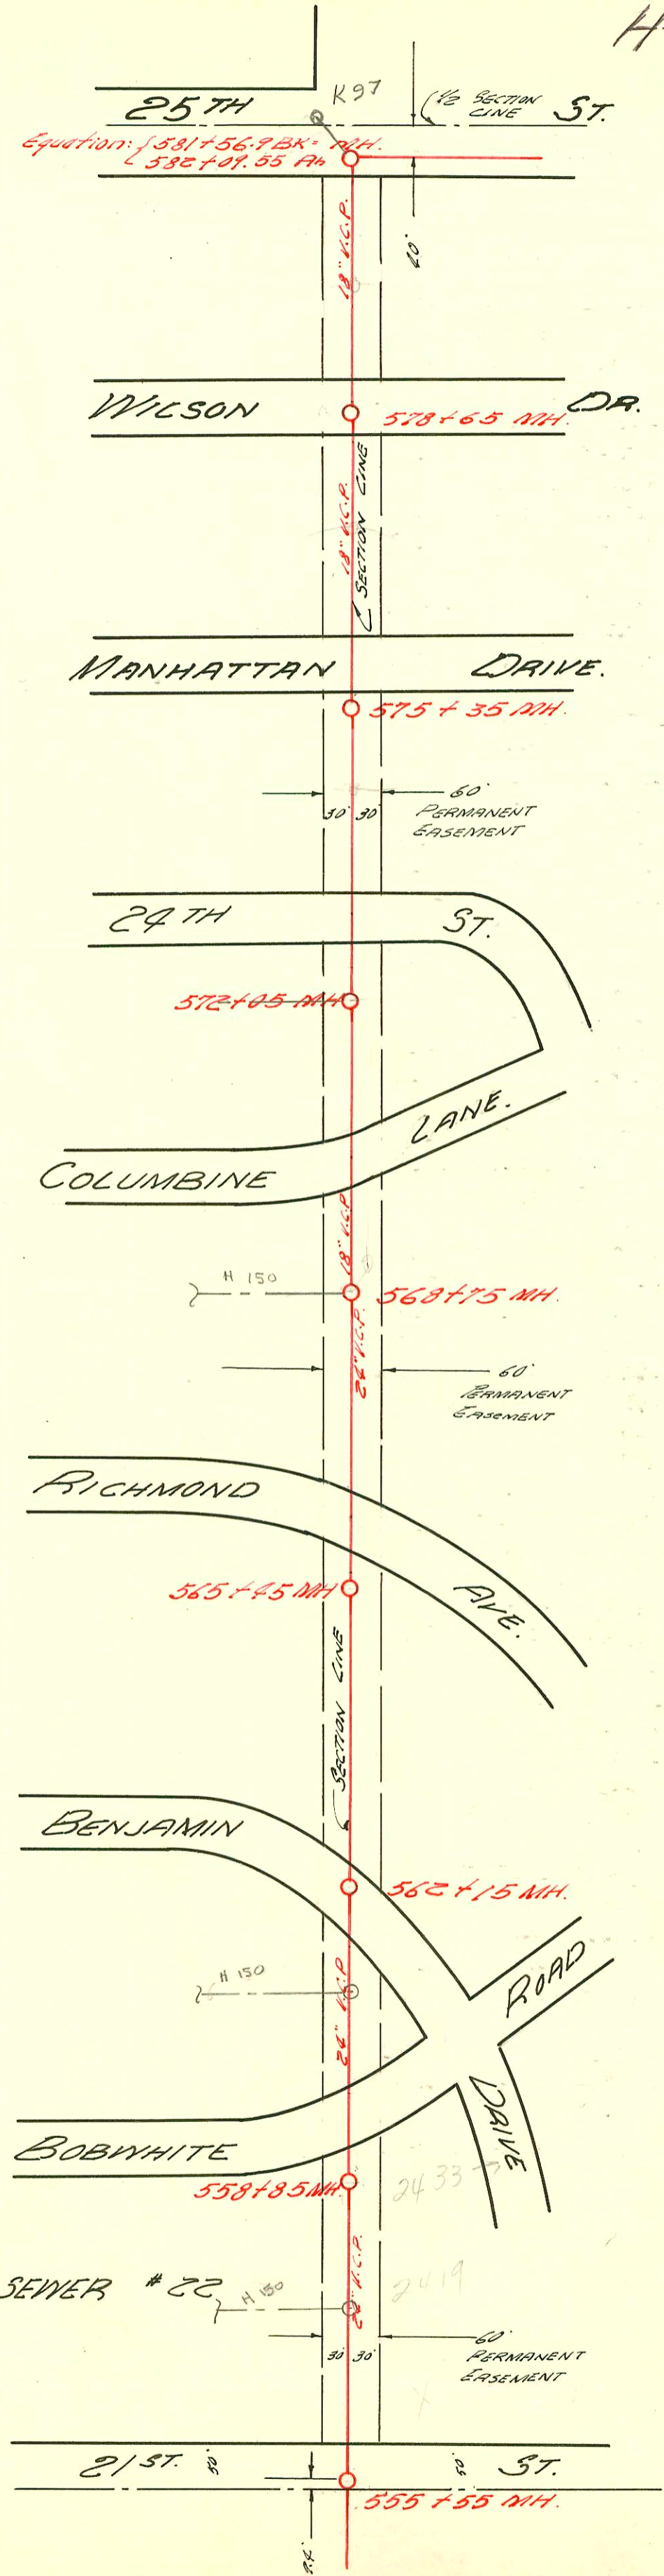 H
25TH ST.
K97
1/2 SECTION
LINE
Equation: { 581+56.9 BK = MH.
582+09.55 Ah
18" V.C.P.
WILSON DR.
578+65 MH.
18" V.C.P.
SECTION LINE
MANHATTAN DRIVE.
575+35 MH.
60'
30' 30'
PERMANENT
EASEMENT
24TH ST.
572+05 MH
LANE.
COLUMBINE
18" V.C.P.
H 150
568+75 MH.
24" V.C.P.
60'
PERMANENT
EASEMENT
RICHMOND AVE.
565+45 MH
SECTION LINE
BENJAMIN
562+15 MH.
H 150
ROAD
24" V.C.P
DRIVE
BOBWHITE
2433
558+85 MH.
SEWER #22
H 150
2419
24" V.C.P.
60'
30' 30'
PERMANENT
EASEMENT
21ST. 50' 50' ST.
555+55 MH.